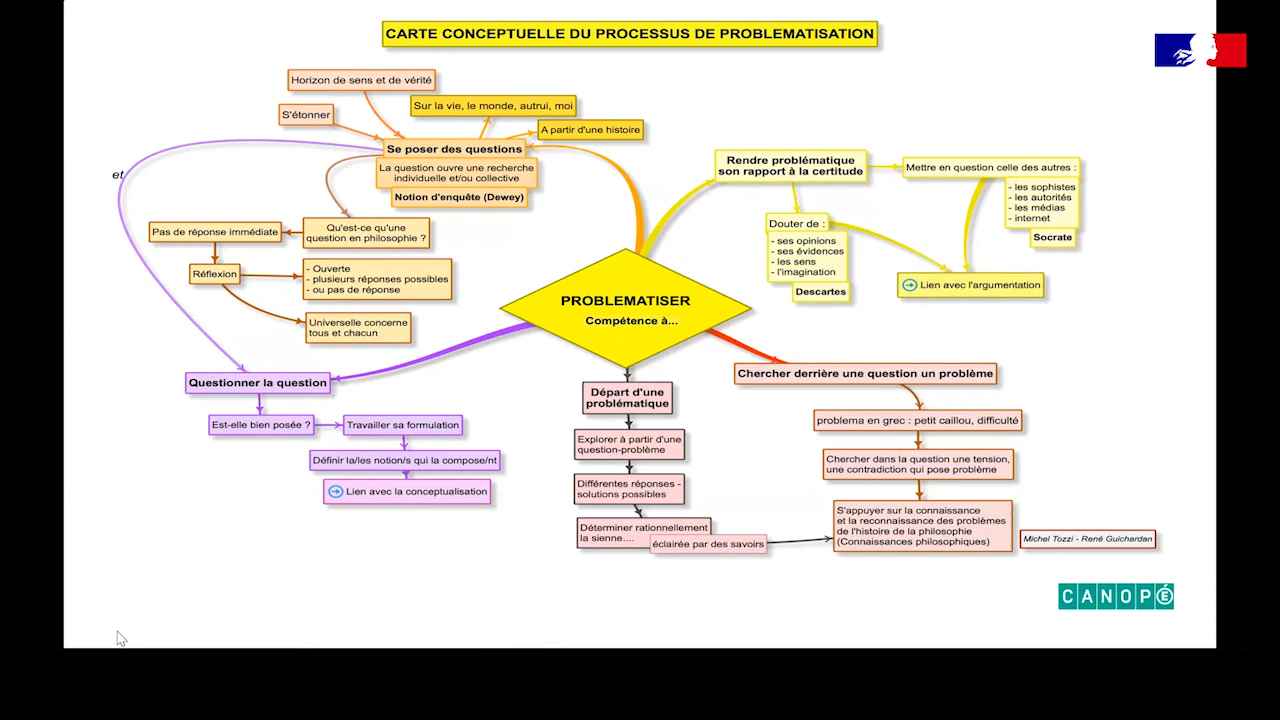 CARTE CONCEPTUELLE DU PROCESSUS DE PROBLEMATISATION
Horizon de sens et de vérité
Sur la vie, le monde, autrui, moi
S'étonner
A partir d'une histoire
Se poser des questions
La question ouvre une recherche
individuelle et/ou collective
Notion d'enquête (Dewey)
et
Pas de réponse immédiate
Qu'est-ce qu'une
question en philosophie ?
Réflexion
- Ouverte
- plusieurs réponses possibles
- ou pas de réponse
Universelle concerne
tous et chacun
Rendre problématique
son rapport à la certitude
Mettre en question celle des autres :
- les sophistes
- les autorités
- les médias
- internet
Socrate
Douter de :
- ses opinions
- ses évidences
- les sens
- l'imagination
Descartes
Lien avec l'argumentation
PROBLEMATISER
Compétence à...
Questionner la question
Est-elle bien posée ?
Travailler sa formulation
Définir la/les notion/s qui la compose/nt
Lien avec la conceptualisation
Départ d'une
problématique
Explorer à partir d'une
question-problème
Différentes réponses -
solutions possibles
Déterminer rationnellement
la sienne....
éclairée par des savoirs
Chercher derrière une question un problème
problema en grec : petit caillou, difficulté
Chercher dans la question une tension,
une contradiction qui pose problème
S'appuyer sur la connaissance
et la reconnaissance des problèmes
de l'histoire de la philosophie
(Connaissances philosophiques)
Michel Tozzi - René Guichardan
CANOPÉ